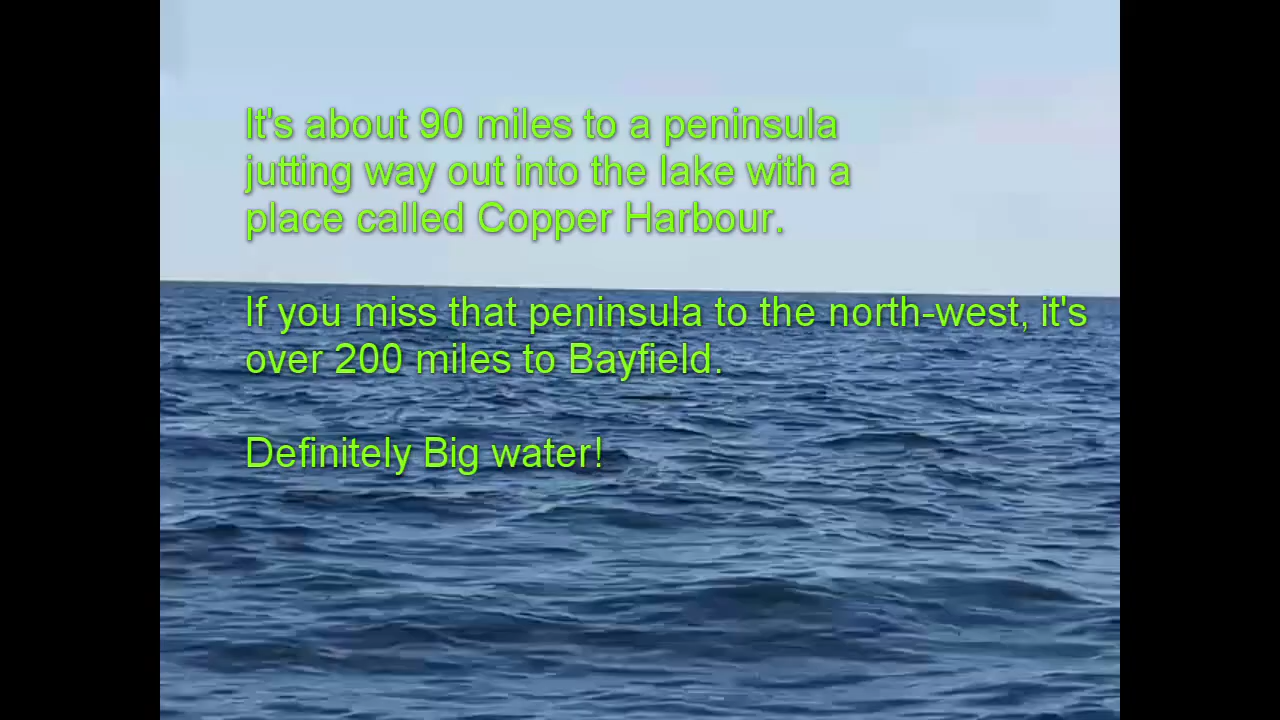 It's about 90 miles to a peninsula
jutting way out into the lake with a
place called Copper Harbour.
If you miss that peninsula to the north-west, it's
over 200 miles to Bayfield.
Definitely Big water!